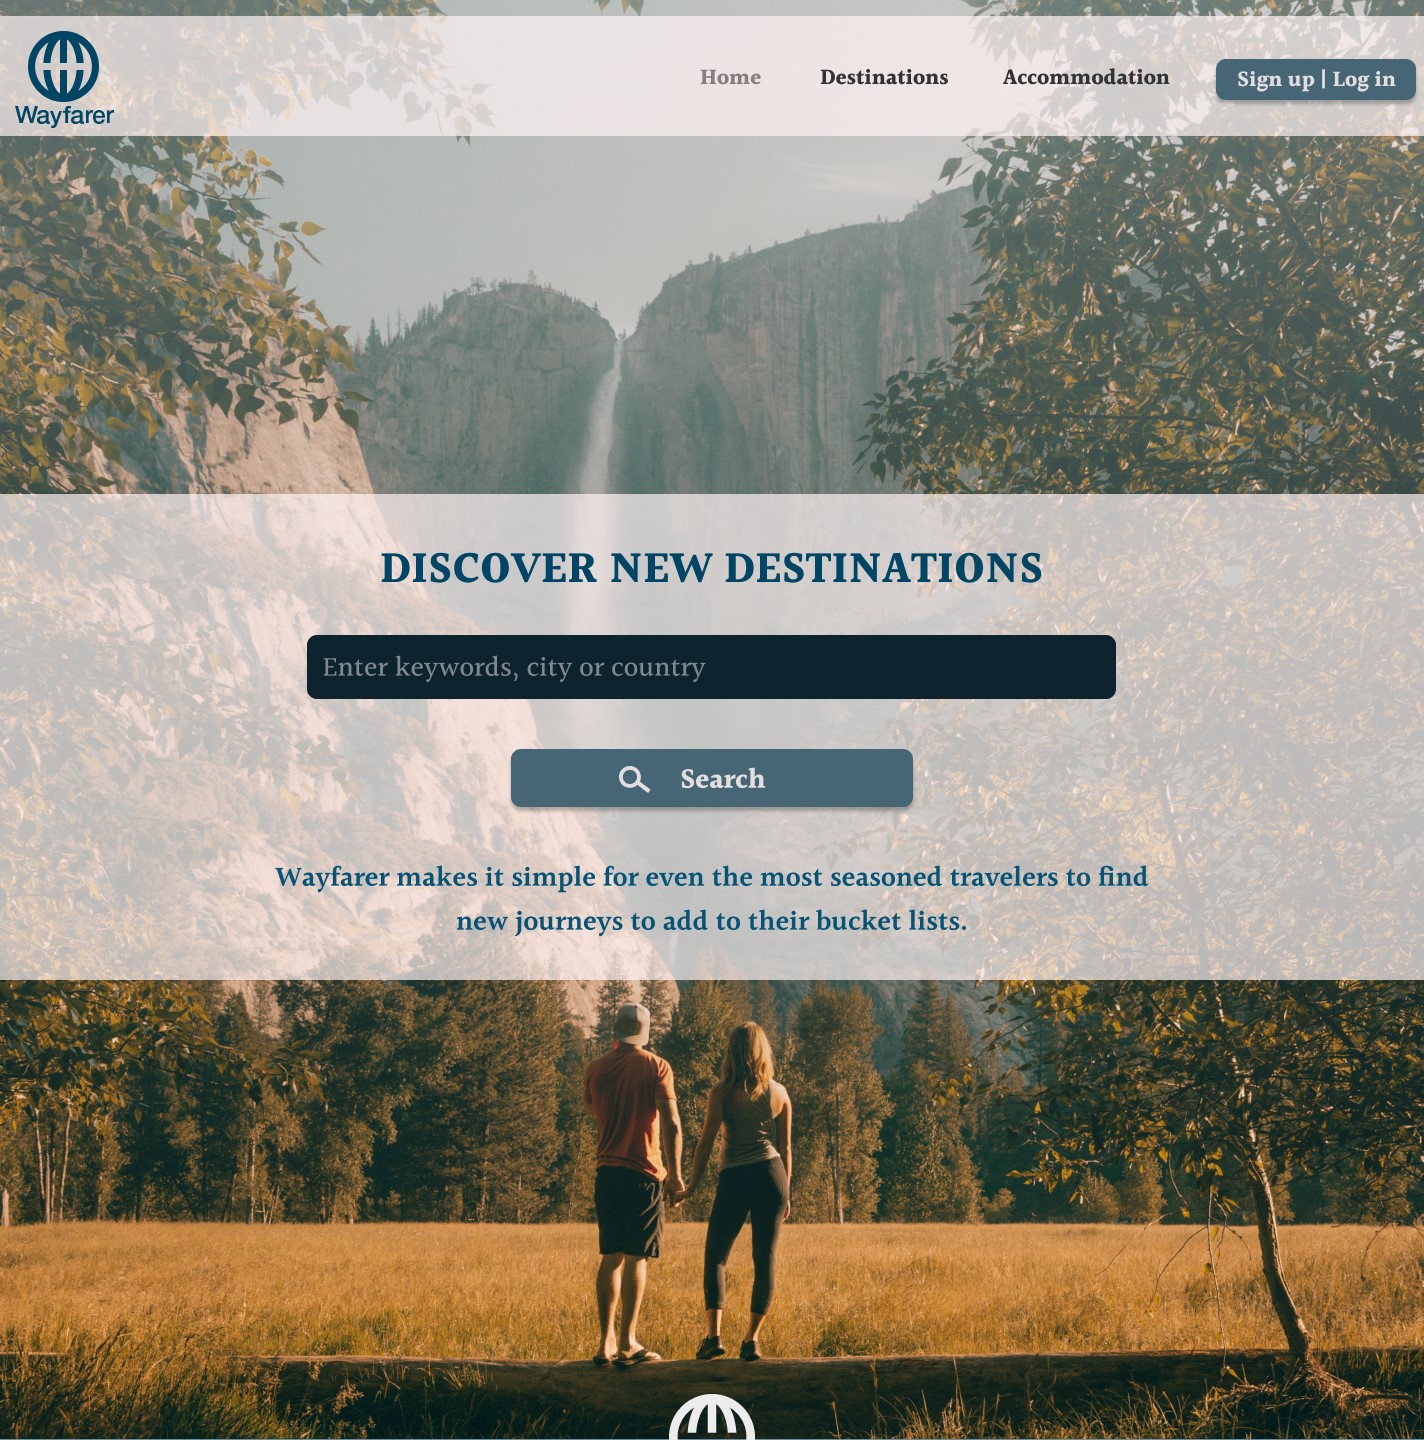 Wayfarer
Home
Destinations
Accommodation
Sign up | Log in
DISCOVER NEW DESTINATIONS
Enter keywords, city or country
Search
Wayfarer makes it simple for even the most seasoned travelers to find
new journeys to add to their bucket lists.